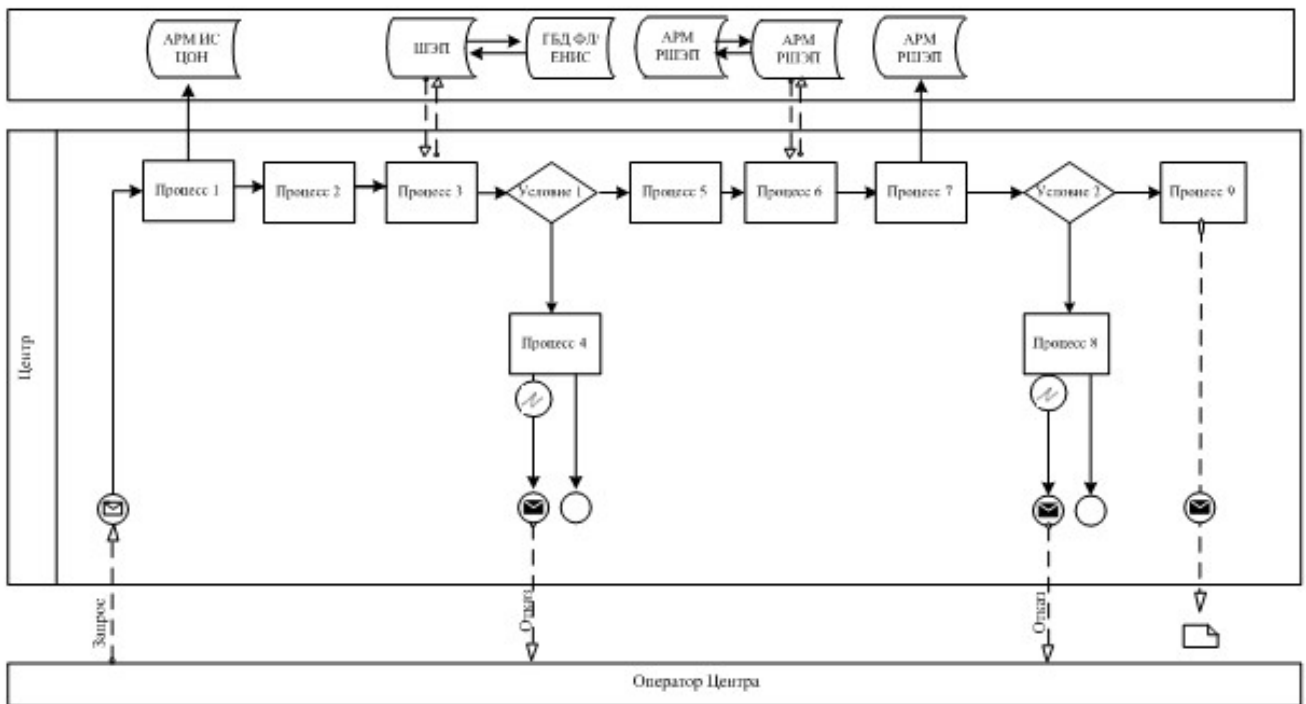 АРМ ИС
ЦОН
ШЭП
ГБД ФЛ/
ЕНИС
АРМ
РШЭП
АРМ
РШЭП
АРМ
РШЭП
Центр
Процесс 1
Процесс 2
Процесс 3
Условие 1
Процесс 5
Процесс 6
Процесс 7
Условие 2
Процесс 9
Процесс 4
Процесс 8
Запрос
Отказ
Отказ
Оператор Центра